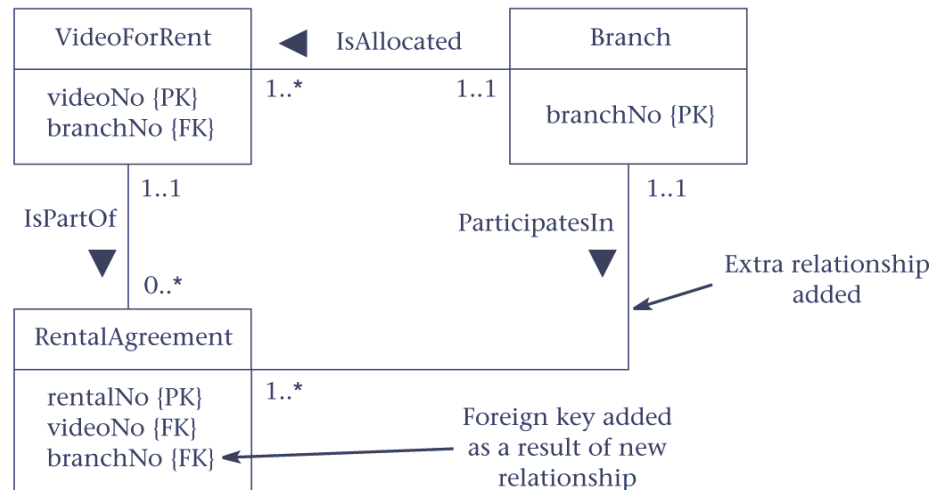 VideoForRent
IsAllocated
Branch
videoNo {PK}
branchNo {FK}
1..*
1..1
branchNo {PK}
1..1
IsPartOf
0..*
1..1
ParticipatesIn
Extra relationship
added
RentalAgreement
rentalNo {PK}
videoNo {FK}
branchNo {FK}
1..*
Foreign key added
as a result of new
relationship